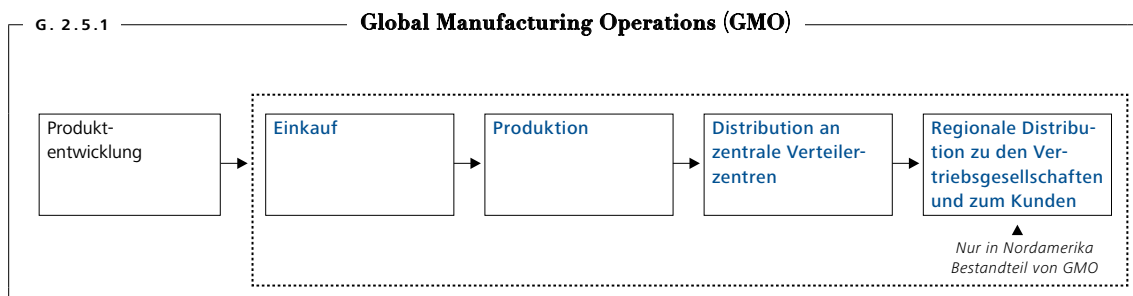 G. 2.5.1
Global Manufacturing Operations (GMO)
Produkt-
entwicklung
Einkauf
Produktion
Distribution an
zentrale Verteiler-
zentren
Regionale Distribu-
tion zu den Ver-
triebsgesellschaften
und zum Kunden
Nur in Nordamerika
Bestandteil von GMO